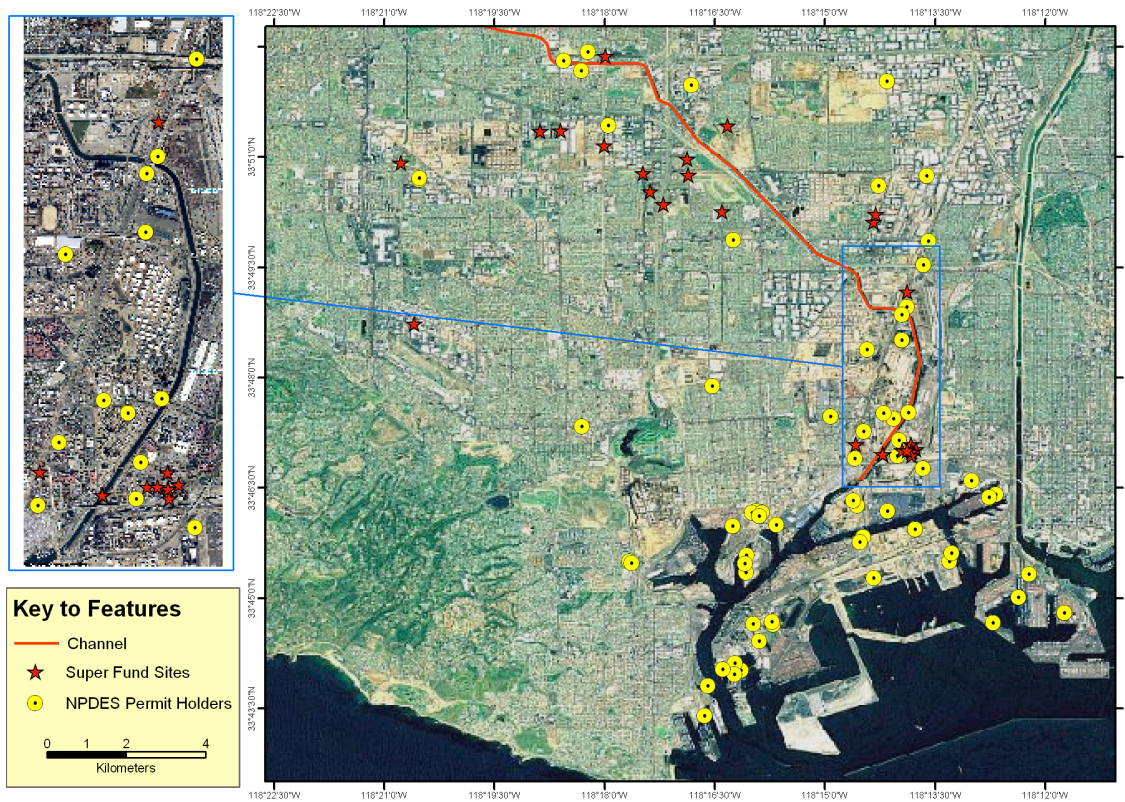 118°22'30"W 118°21'0"W 118°19'30"W 118°18'0"W 118°16'30"W 118°15'0"W 118°13'30"W 118°12'0"W
33°51'0"N
33°49'30"N
33°48'0"N
33°46'30"N
33°45'0"N
33°43'30"N
Key to Features
Channel
Super Fund Sites
NPDES Permit Holders
0 1 2 4
Kilometers
118°22'30"W 118°21'0"W 118°19'30"W 118°18'0"W 118°16'30"W 118°15'0"W 118°13'30"W 118°12'0"W